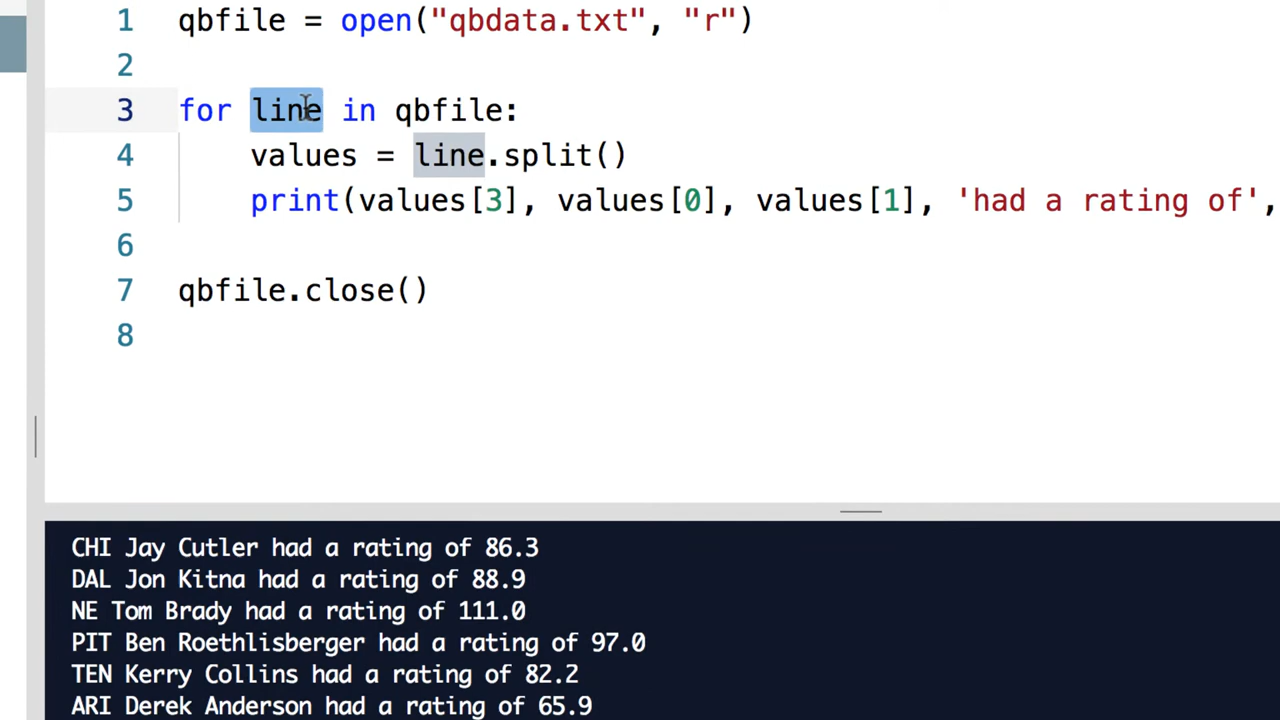 1 qbfile = open("qbdata.txt", "r")
2
3 for line in qbfile:
4 values = line.split()
5 print(values[3], values[0], values[1], 'had a rating of',
6
7 qbfile.close()
8
CHI Jay Cutler had a rating of 86.3
DAL Jon Kitna had a rating of 88.9
NE Tom Brady had a rating of 111.0
PIT Ben Roethlisberger had a rating of 97.0
TEN Kerry Collins had a rating of 82.2
ARI Derek Anderson had a rating of 65.9